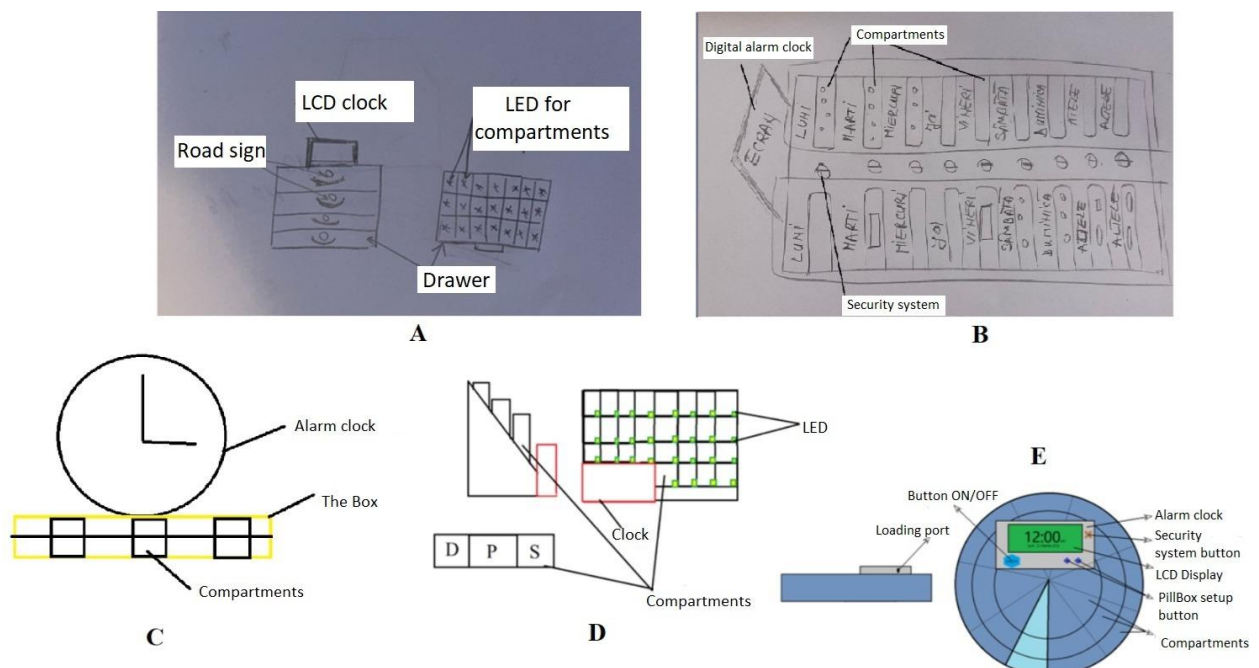 LCD clock
LED for
compartments
Road sign
Drawer
A
Digital alarm clock
Compartments
ECRAN
LUNI
MARTI
MIERCURI
joi
VINERI
SÂMBATA
DUMINICA
ALTELE
LUNI
MARTI
MIERCURI
joi
VINERI
SAMBATA
DUMINICA
ALTELE
ALTELE
Security system
B
Alarm clock
The Box
Compartments
C
LED
Clock
D P S
Compartments
D
E
Button ON/OFF
Loading port
12:00
Alarm clock
Security
system button
LCD Display
PillBox setup
button
Compartments